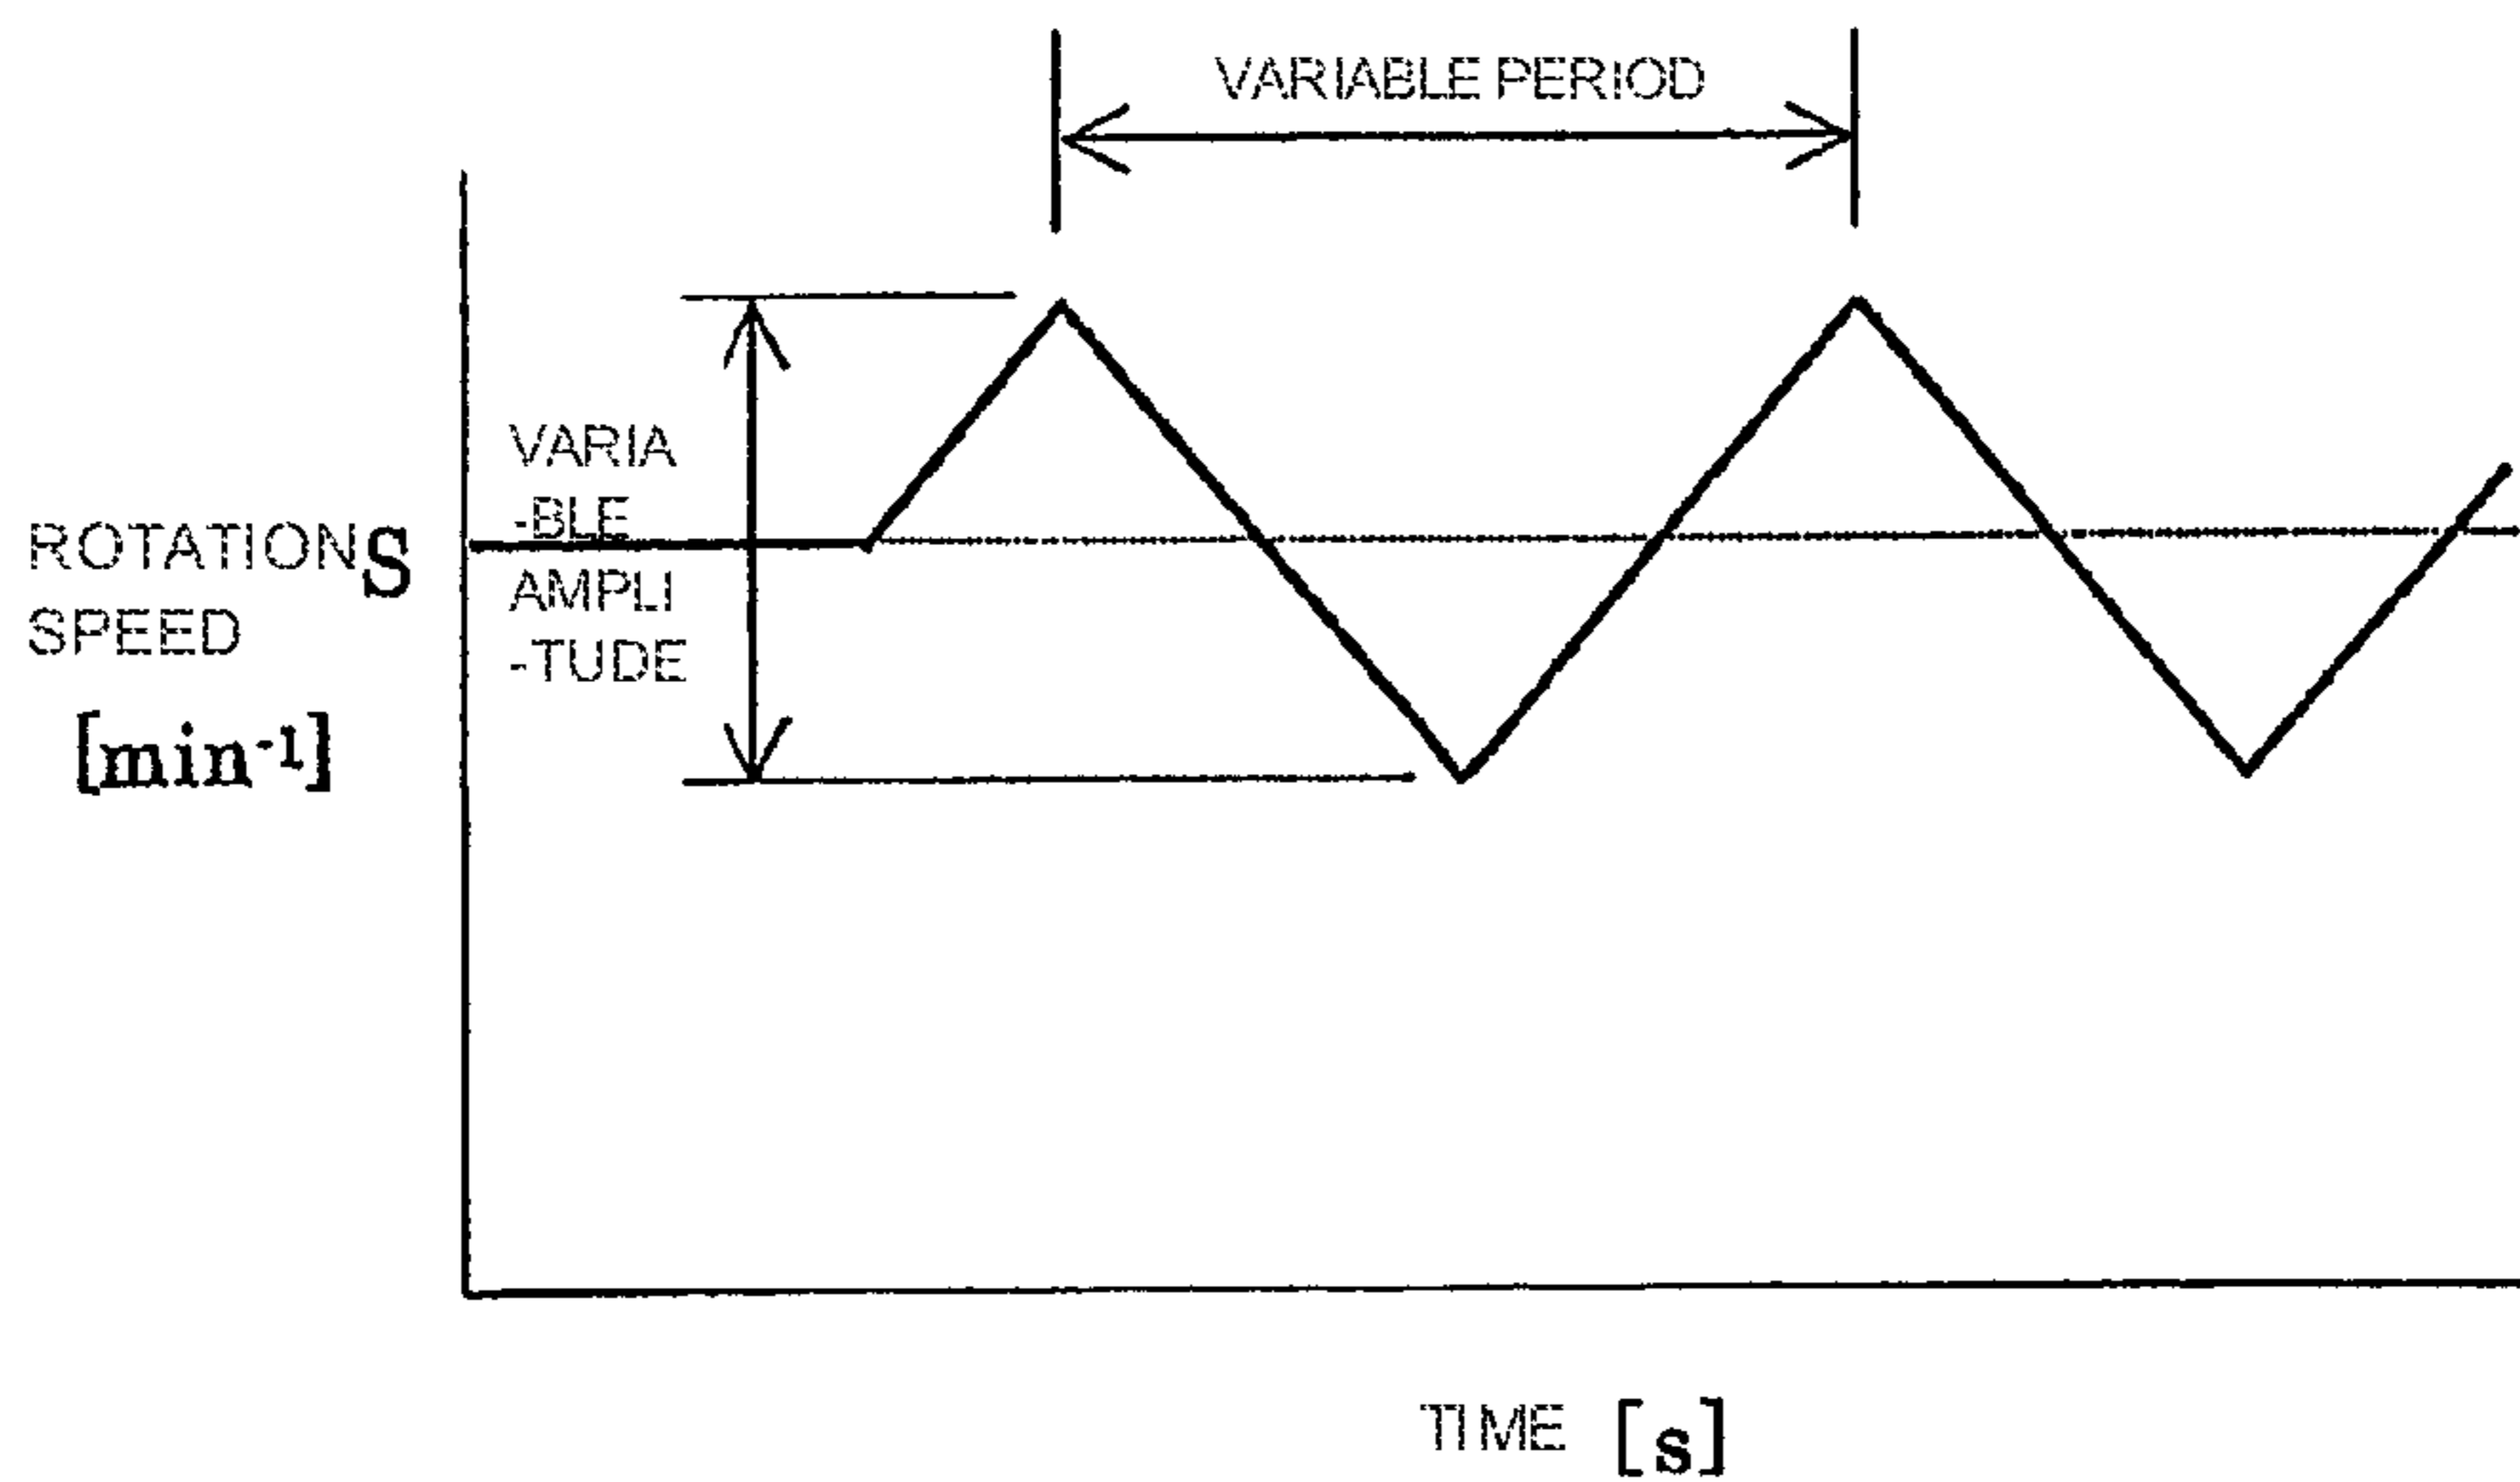 VARIABLE PERIOD
VARIA
-BLE
AMPLI
-TUDE
ROTATION S
SPEED
[min-1]
TIME [s]